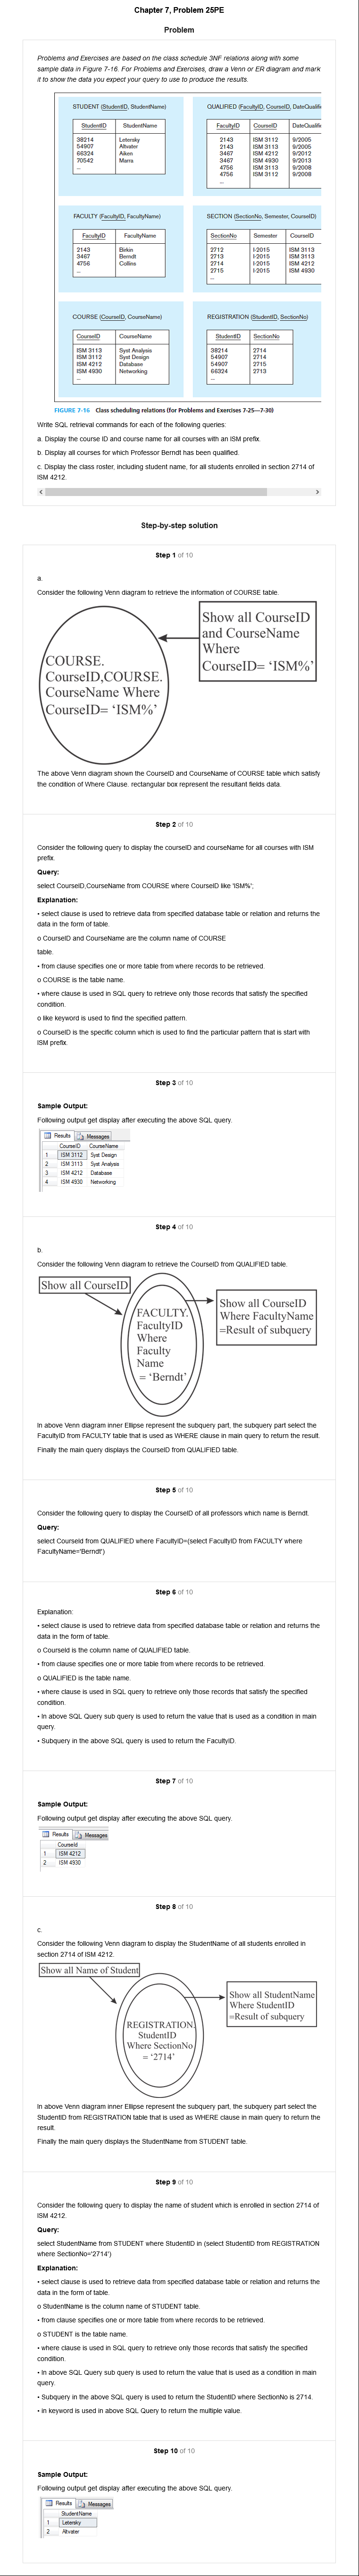 Chapter 7, Problem 25PE
Problem
Problems and Exercises are based on the class schedule 3NF relations along with some
sample data in Figure 7-16. For Problems and Exercises, draw a Venn or ER diagram and mark
it to show the data you expect your query to use to produce the results.
STUDENT (StudentID, StudentName)
StudentID StudentName
38214 Letersky
54907 Altvater
66324 Aiken
70542 Marra
...
QUALIFIED (FacultyID, CourseID, DateQualifie
FacultyID CourseID DateQualifie
2143 ISM 3112 9/2005
2143 ISM 3113 9/2005
3467 ISM 4212 9/2012
3467 ISM 4930 9/2013
4756 ISM 3113 9/2008
4756 ISM 3112 9/2008
...
FACULTY (FacultyID, FacultyName)
FacultyID FacultyName
2143 Birkin
3467 Berndt
4756 Collins
...
SECTION (SectionNo, Semester, CourseID)
SectionNo Semester CourseID
2712 I-2015 ISM 3113
2713 I-2015 ISM 3113
2714 I-2015 ISM 4212
2715 I-2015 ISM 4930
...
COURSE (CourseID, CourseName)
CourseID CourseName
ISM 3113 Syst Analysis
ISM 3112 Syst Design
ISM 4212 Database
ISM 4930 Networking
...
REGISTRATION (StudentID, SectionNo)
StudentID SectionNo
38214 2714
54907 2714
54907 2715
66324 2713
...
FIGURE 7-16 Class scheduling relations (for Problems and Exercises 7-25—7-30)
Write SQL retrieval commands for each of the following queries:
a. Display the course ID and course name for all courses with an ISM prefix.
b. Display all courses for which Professor Berndt has been qualified.
c. Display the class roster, including student name, for all students enrolled in section 2714 of
ISM 4212.
Step-by-step solution
Step 1 of 10
a.
Consider the following Venn diagram to retrieve the information of COURSE table.
COURSE.
CourseID,COURSE.
CourseName Where
CourseID= ‘ISM%’
Show all CourseID
and CourseName
Where
CourseID= ‘ISM%’
The above Venn diagram shown the CourseID and CourseName of COURSE table which satisfy
the condition of Where Clause. rectangular box represent the resultant fields data.
Step 2 of 10
Consider the following query to display the courseID and courseName for all courses with ISM
prefix.
Query:
select CourseID,CourseName from COURSE where CourseID like 'ISM%';
Explanation:
• select clause is used to retrieve data from specified database table or relation and returns the
data in the form of table.
o CourseID and CourseName are the column name of COURSE
table.
• from clause specifies one or more table from where records to be retrieved.
o COURSE is the table name.
• where clause is used in SQL query to retrieve only those records that satisfy the specified
condition.
o like keyword is used to find the specified pattern.
o CourseID is the specific column which is used to find the particular pattern that is start with
ISM prefix.
Step 3 of 10
Sample Output:
Following output get display after executing the above SQL query.
Results Messages
CourseID CourseName
1 ISM 3112 Syst Design
2 ISM 3113 Syst Analysis
3 ISM 4212 Database
4 ISM 4930 Networking
Step 4 of 10
b.
Consider the following Venn diagram to retrieve the CourseID from QUALIFIED table.
Show all CourseID
FACULTY.
FacultyID
Where
Faculty
Name
= ‘Berndt’
Show all CourseID
Where FacultyName
=Result of subquery
In above Venn diagram inner Ellipse represent the subquery part, the subquery part select the
FacultyID from FACULTY table that is used as WHERE clause in main query to return the result.
Finally the main query displays the CourseID from QUALIFIED table.
Step 5 of 10
Consider the following query to display the CourseID of all professors which name is Berndt.
Query:
select CourseId from QUALIFIED where FacultyID=(select FacultyID from FACULTY where
FacultyName='Berndt')
Step 6 of 10
Explanation:
• select clause is used to retrieve data from specified database table or relation and returns the
data in the form of table.
o CourseId is the column name of QUALIFIED table.
• from clause specifies one or more table from where records to be retrieved.
o QUALIFIED is the table name.
• where clause is used in SQL query to retrieve only those records that satisfy the specified
condition.
• In above SQL Query sub query is used to return the value that is used as a condition in main
query.
• Subquery in the above SQL query is used to return the FacultyID.
Step 7 of 10
Sample Output:
Following output get display after executing the above SQL query.
Results Messages
CourseId
1 ISM 4212
2 ISM 4930
Step 8 of 10
c.
Consider the following Venn diagram to display the StudentName of all students enrolled in
section 2714 of ISM 4212.
Show all Name of Student
REGISTRATION.
StudentID
Where SectionNo
= ‘2714’
Show all StudentName
Where StudentID
=Result of subquery
In above Venn diagram inner Ellipse represent the subquery part, the subquery part select the
StudentID from REGISTRATION table that is used as WHERE clause in main query to return the
result.
Finally the main query displays the StudentName from STUDENT table.
Step 9 of 10
Consider the following query to display the name of student which is enrolled in section 2714 of
ISM 4212.
Query:
select StudentName from STUDENT where StudentID in (select StudentID from REGISTRATION
where SectionNo='2714')
Explanation:
• select clause is used to retrieve data from specified database table or relation and returns the
data in the form of table.
o StudentName is the column name of STUDENT table.
• from clause specifies one or more table from where records to be retrieved.
o STUDENT is the table name.
• where clause is used in SQL query to retrieve only those records that satisfy the specified
condition.
• In above SQL Query sub query is used to return the value that is used as a condition in main
query.
• Subquery in the above SQL query is used to return the StudentID where SectionNo is 2714.
• in keyword is used in above SQL Query to return the multiple value.
Step 10 of 10
Sample Output:
Following output get display after executing the above SQL query.
Results Messages
StudentName
1 Letersky
2 Altvater